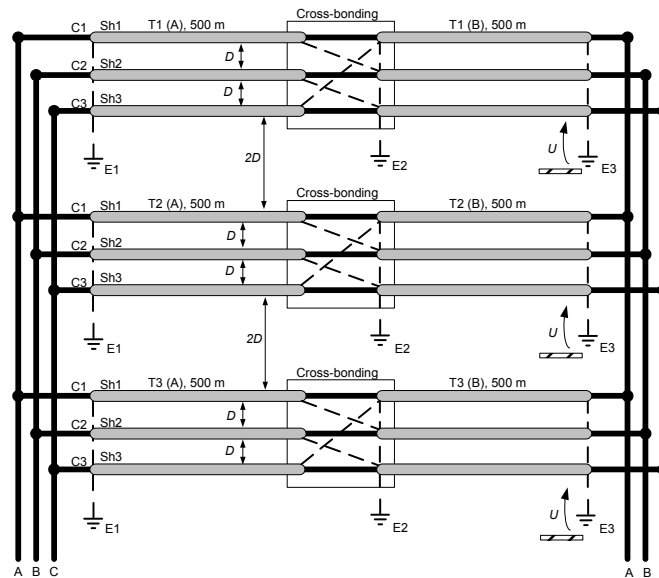 Cross-bonding
C1 Sh1 T1 (A), 500 m T1 (B), 500 m
D
C2 Sh2
D
C3 Sh3
2D U
E1 E2 E3
Cross-bonding
C1 Sh1 T2 (A), 500 m T2 (B), 500 m
D
C2 Sh2
D
C3 Sh3
2D U
E1 E2 E3
Cross-bonding
C1 Sh1 T3 (A), 500 m T3 (B), 500 m
D
C2 Sh2
D
C3 Sh3
U
E1 E2 E3
A B C A B